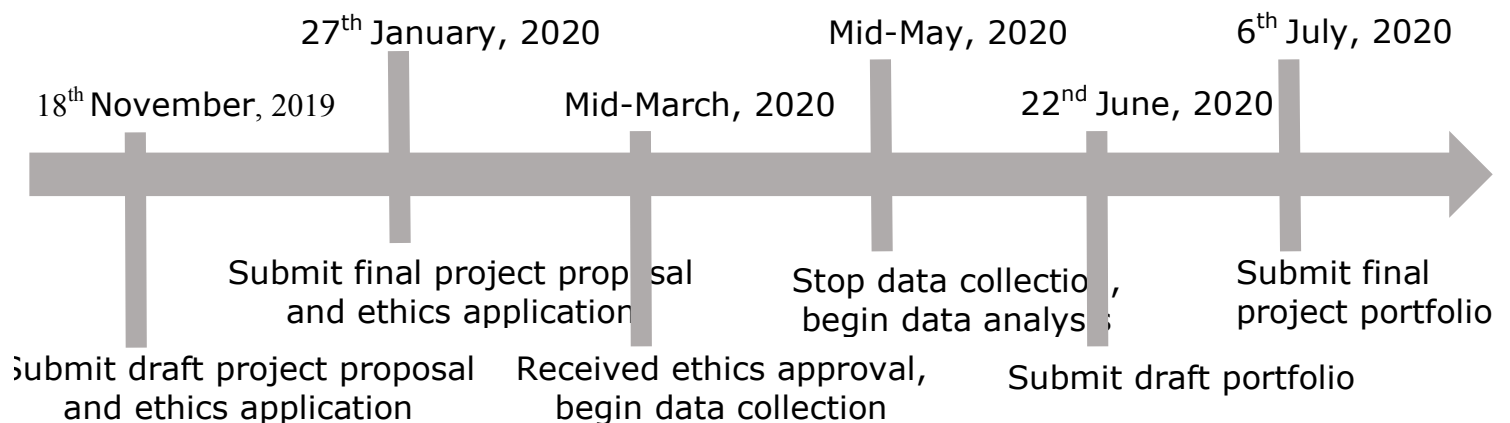 27th January, 2020
Mid-May, 2020
6th July, 2020
18th November, 2019
Mid-March, 2020
22nd June, 2020
Submit final project proposal
and ethics application
Stop data collection,
begin data analysis
Submit final
project portfolio
Submit draft project proposal
and ethics application
Received ethics approval,
begin data collection
Submit draft portfolio